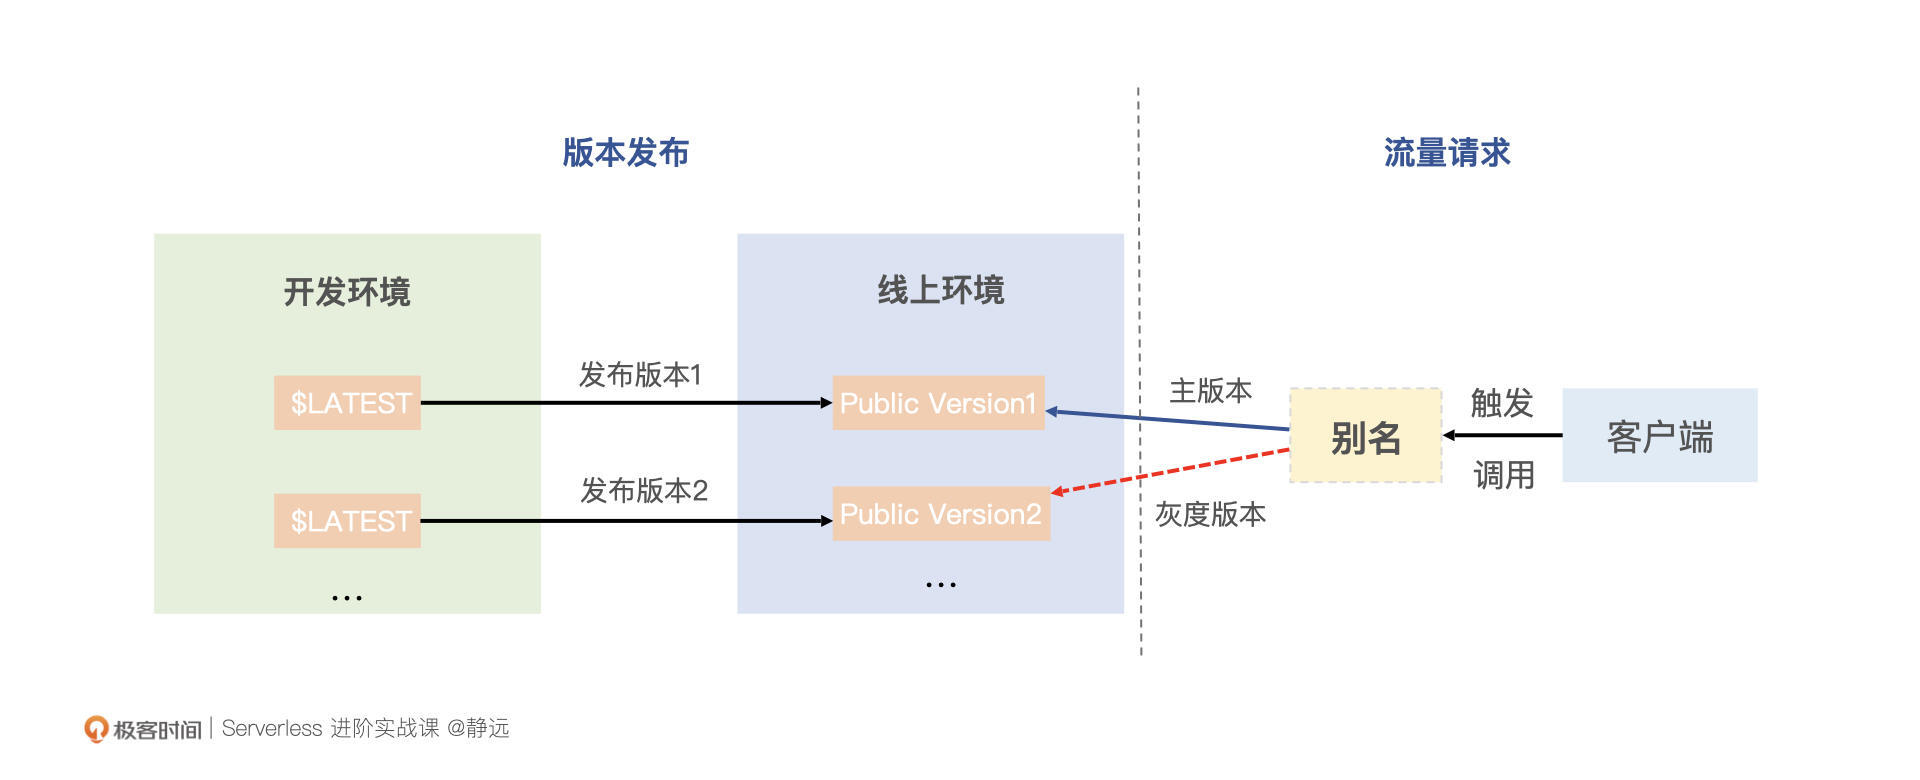 版本发布
流量请求
开发环境
线上环境
发布版本1
$LATEST
Public Version1
主版本
别名
触发
调用
客户端
发布版本2
$LATEST
Public Version2
灰度版本
...
...
极客时间 | Serverless 进阶实战课 @静远